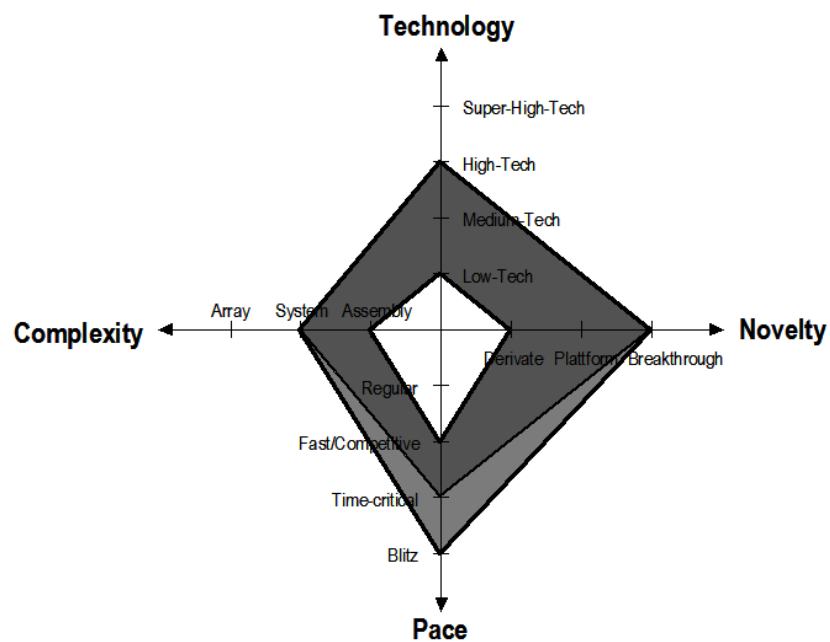 Technology
Super-High-Tech
High-Tech
Medium-Tech
Low-Tech
Array
System
Assembly
Complexity
Novelty
Derivate
Plattform
Breakthrough
Regular
Fast/Competitive
Time-critical
Blitz
Pace